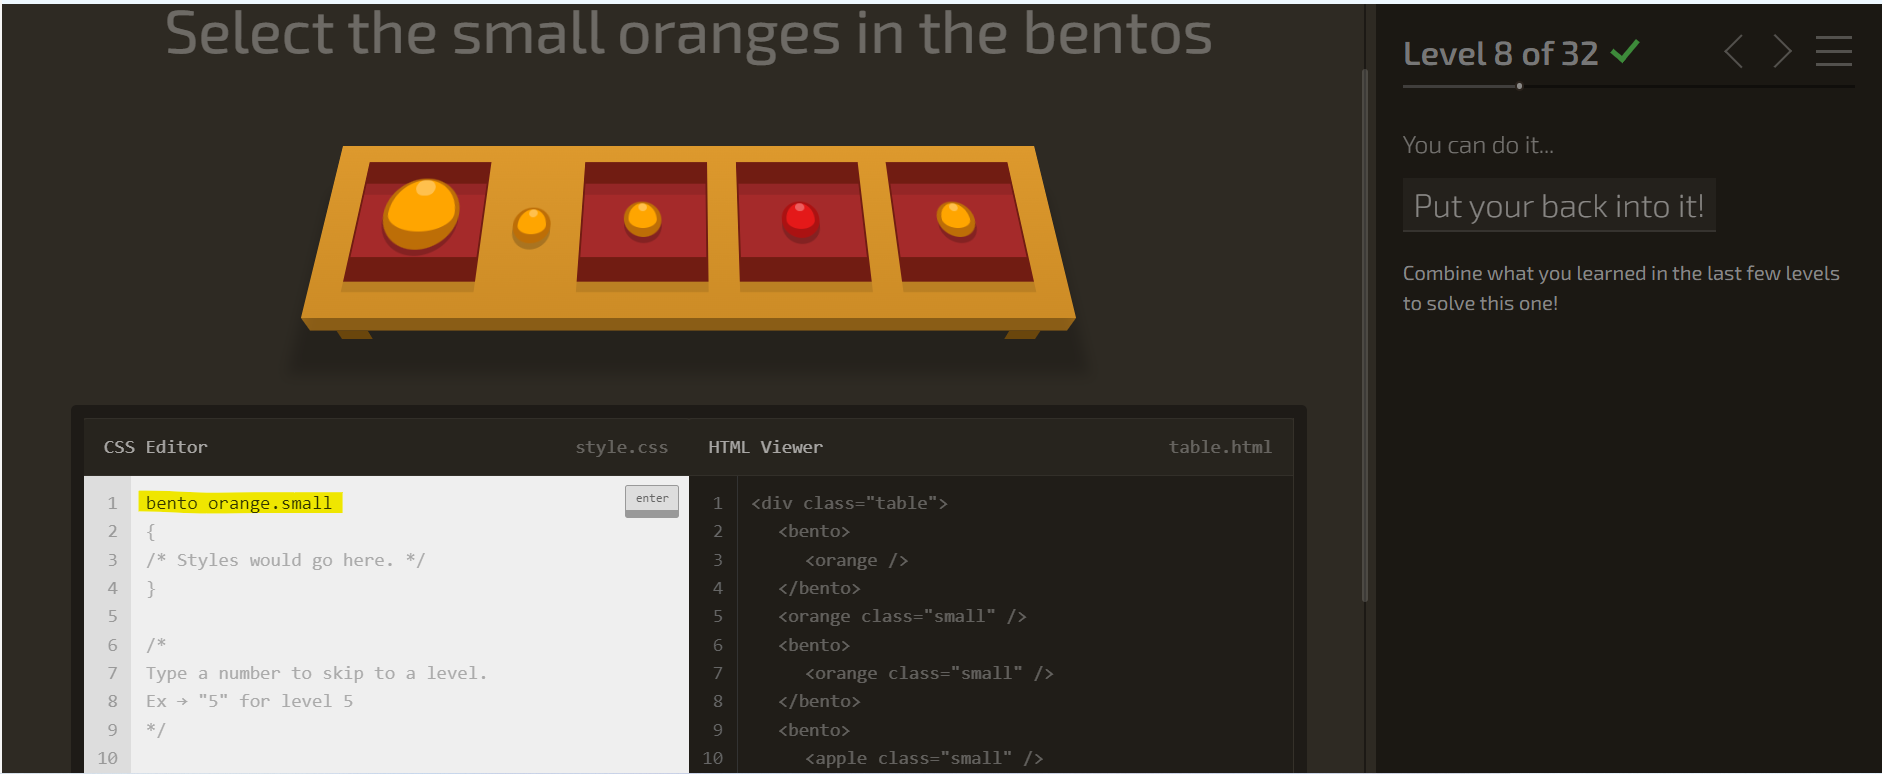 Select the small oranges in the bentos
Level 8 of 32
You can do it...
Put your back into it!
Combine what you learned in the last few levels
to solve this one!
CSS Editor
style.css
1 bento orange.small
enter
2 {
3 /* Styles would go here. */
4 }
5
6 /*
7 Type a number to skip to a level.
8 Ex → "5" for level 5
9 */
10
HTML Viewer
table.html
1 <div class="table">
2 <bento>
3 <orange />
4 </bento>
5 <orange class="small" />
6 <bento>
7 <orange class="small" />
8 </bento>
9 <bento>
10 <apple class="small" />